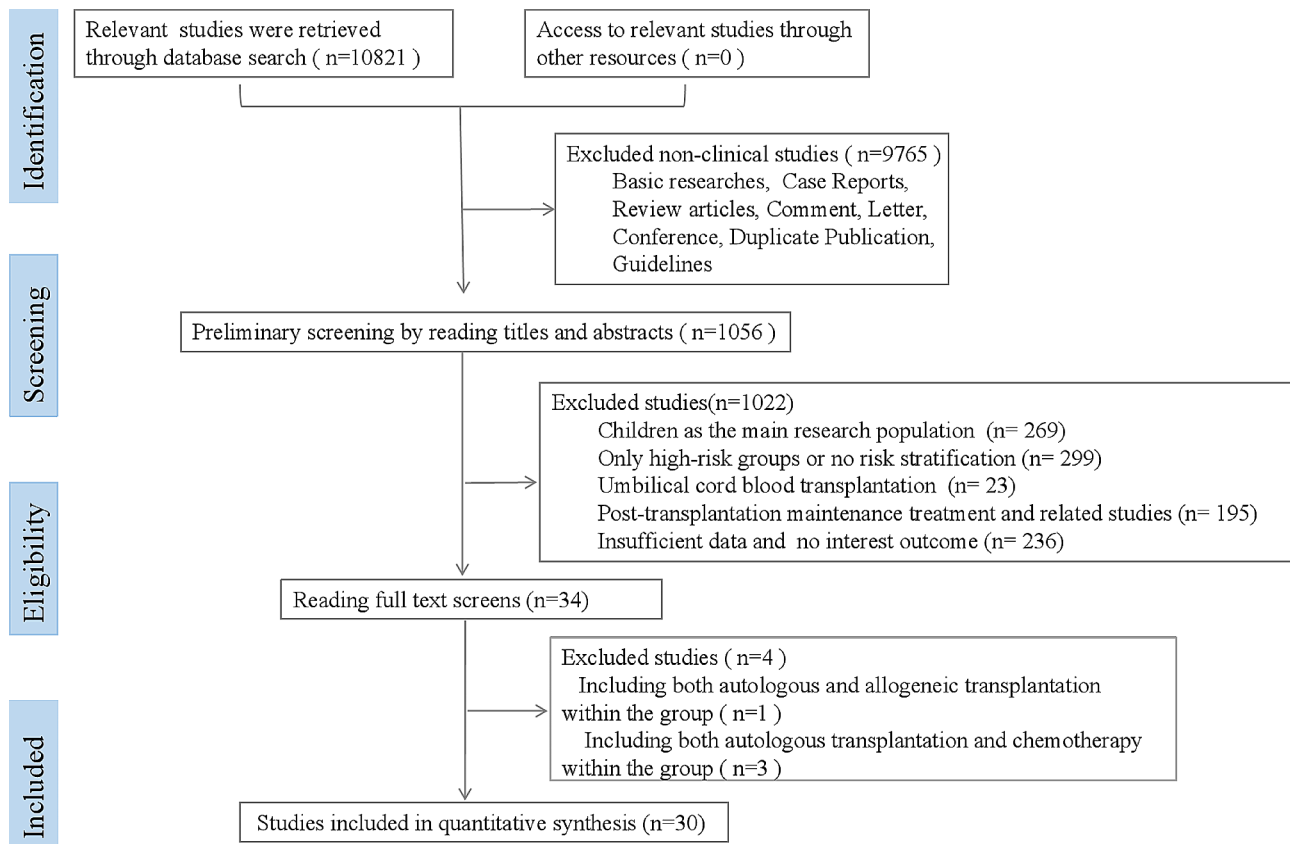 Identification
Relevant studies were retrieved
through database search ( n=10821 )
Access to relevant studies through
other resources ( n=0 )
Excluded non-clinical studies ( n=9765 )
Basic researches, Case Reports,
Review articles, Comment, Letter,
Conference, Duplicate Publication,
Guidelines
Screening
Preliminary screening by reading titles and abstracts ( n=1056 )
Excluded studies(n=1022)
Children as the main research population (n= 269)
Only high-risk groups or no risk stratification (n= 299)
Umbilical cord blood transplantation (n= 23)
Post-transplantation maintenance treatment and related studies (n= 195)
Insufficient data and no interest outcome (n= 236)
Eligibility
Reading full text screens (n=34)
Excluded studies ( n=4 )
Including both autologous and allogeneic transplantation
within the group ( n=1 )
Including both autologous transplantation and chemotherapy
within the group ( n=3 )
Included
Studies included in quantitative synthesis (n=30)